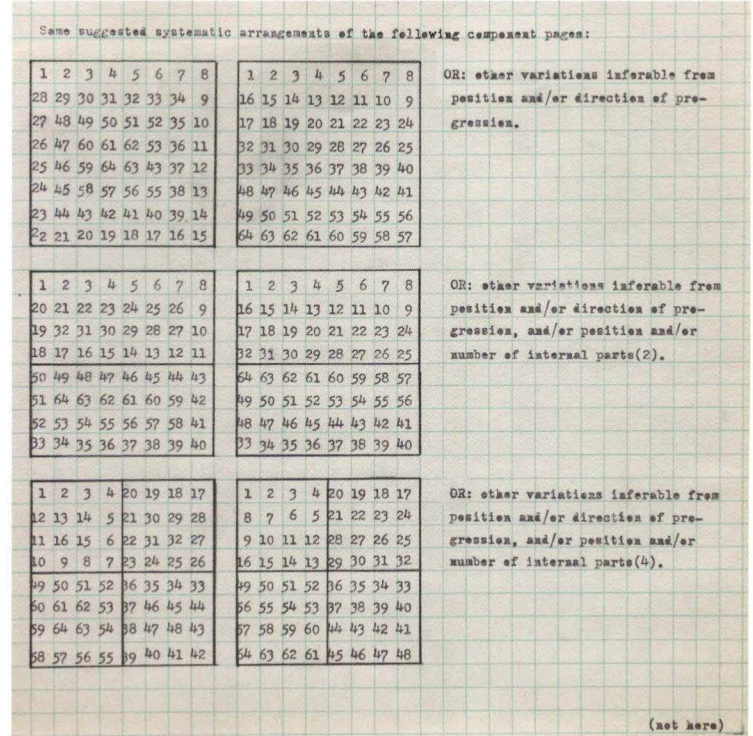 Some suggested systematic arrangements of the following component pages:
1 2 3 4 5 6 7 8
28 29 30 31 32 33 34 9
27 48 49 50 51 52 35 10
26 47 60 61 62 53 36 11
25 46 59 64 63 43 37 12
24 45 58 57 56 55 38 13
23 44 43 42 41 40 39 14
22 21 20 19 18 17 16 15
1 2 3 4 5 6 7 8
16 15 14 13 12 11 10 9
17 18 19 20 21 22 23 24
32 31 30 29 28 27 26 25
33 34 35 36 37 38 39 40
48 47 46 45 44 43 42 41
49 50 51 52 53 54 55 56
64 63 62 61 60 59 58 57
OR: other variations inferable from
position and/or direction of pro-
gression.
1 2 3 4 5 6 7 8
20 21 22 23 24 25 26 9
19 32 31 30 29 28 27 10
18 17 16 15 14 13 12 11
50 49 48 47 46 45 44 43
51 64 63 62 61 60 59 42
52 53 54 55 56 57 58 41
33 34 35 36 37 38 39 40
1 2 3 4 5 6 7 8
16 15 14 13 12 11 10 9
17 18 19 20 21 22 23 24
32 31 30 29 28 27 26 25
64 63 62 61 60 59 58 57
49 50 51 52 53 54 55 56
48 47 46 45 44 43 42 41
33 34 35 36 37 38 39 40
OR: other variations inferable from
position and/or direction of pro-
gression, and/or position and/or
number of internal parts(2).
1 2 3 4 20 19 18 17
12 13 14 5 21 30 29 28
11 16 15 6 22 31 32 27
10 9 8 7 23 24 25 26
49 50 51 52 36 35 34 33
60 61 62 53 37 46 45 44
59 64 63 54 38 47 48 43
58 57 56 55 39 40 41 42
1 2 3 4 20 19 18 17
8 7 6 5 21 22 23 24
9 10 11 12 28 27 26 25
16 15 14 13 29 30 31 32
49 50 51 52 36 35 34 33
56 55 54 53 37 38 39 40
57 58 59 60 44 43 42 41
64 63 62 61 45 46 47 48
OR: other variations inferable from
position and/or direction of pro-
gression, and/or position and/or
number of internal parts(4).
(not here)